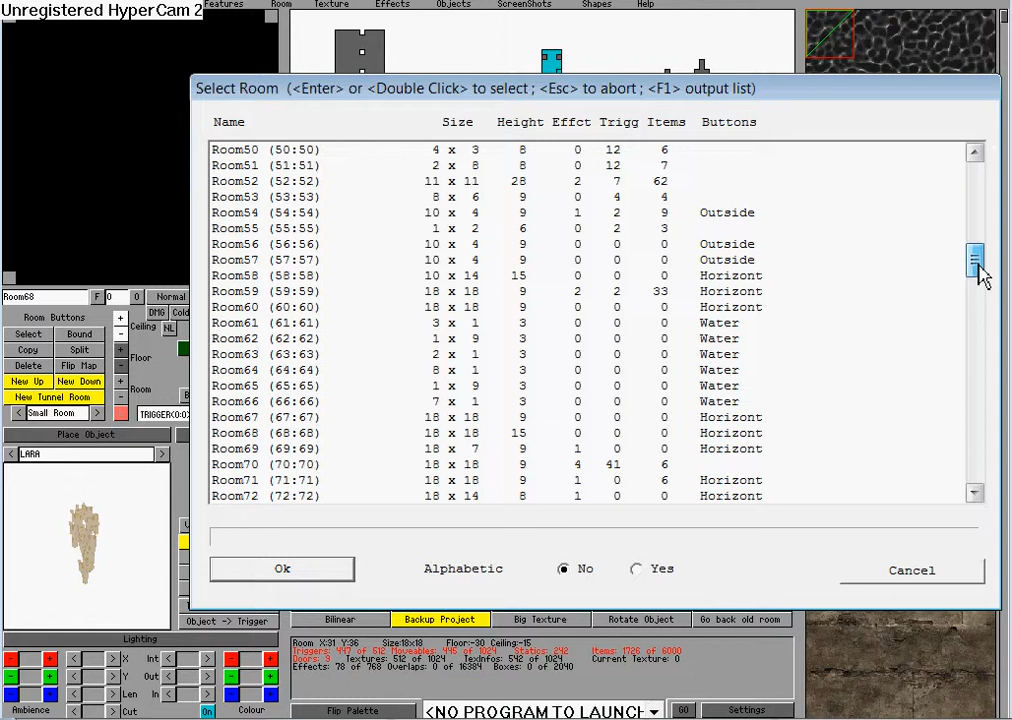 Unregistered HyperCam 2
Features Room Texture Effects Objects ScreenShots Shapes Help
Select Room (<Enter> or <Double Click> to select ; <Esc> to abort ; <F1> output list)
Name Size Height Effct Trigg Items Buttons
Room50 (50:50) 4 x 3 8 0 12 6
Room51 (51:51) 2 x 8 8 0 12 7
Room52 (52:52) 11 x 11 28 2 7 62
Room53 (53:53) 8 x 6 9 0 4 4
Room54 (54:54) 10 x 4 9 1 2 9 Outside
Room55 (55:55) 1 x 2 6 0 2 3
Room56 (56:56) 10 x 4 9 0 0 0 Outside
Room57 (57:57) 10 x 4 9 0 0 0 Outside
Room58 (58:58) 10 x 14 15 0 0 0 Horizont
Room59 (59:59) 18 x 18 9 2 2 33 Horizont
Room60 (60:60) 18 x 18 9 0 0 0 Horizont
Room61 (61:61) 3 x 1 3 0 0 0 Water
Room62 (62:62) 1 x 9 3 0 0 0 Water
Room63 (63:63) 2 x 1 3 0 0 0 Water
Room64 (64:64) 8 x 1 3 0 0 0 Water
Room65 (65:65) 1 x 9 3 0 0 0 Water
Room66 (66:66) 7 x 1 3 0 0 0 Water
Room67 (67:67) 18 x 18 9 0 0 0 Horizont
Room68 (68:68) 18 x 18 15 0 0 0 Horizont
Room69 (69:69) 18 x 7 9 1 0 0 Horizont
Room70 (70:70) 18 x 18 9 4 41 6
Room71 (71:71) 18 x 18 9 1 0 6 Horizont
Room72 (72:72) 18 x 14 8 1 0 0 Horizont
Ok Alphabetic No Yes Cancel
Room68 F 0 0 Normal
Room Buttons + DMG Cold
- Ceiling NL
Select Bound
Copy Split + Floor
Delete Flip Map -
New Up New Down + Room
New Tunnel Room -
< Small Room > TRIGGER(0:0)
Place Object
< LARA >
Object -> Trigger
Bilinear Backup Project Big Texture Rotate Object Go back old room
Lighting
Room X:31 Y:36 Size:18x18 Floor:-30 Ceiling:-15
Triggers: 447 of 512 Moveables: 445 of 1024 Statics: 242 Items: 1726 of 6000
Doors: 9 Textures: 512 of 1024 TexInfos: 542 of 1024 Current Texture: 0
Effects: 78 of 768 Overlaps: 0 of 16384 Boxes: 0 of 2040
- + < > X Int < > - +
- + < > Y Out < > - +
- + < > Len In < > - +
Ambience < > Cut On Colour
Flip Palette <NO PROGRAM TO LAUNCH GO Settings